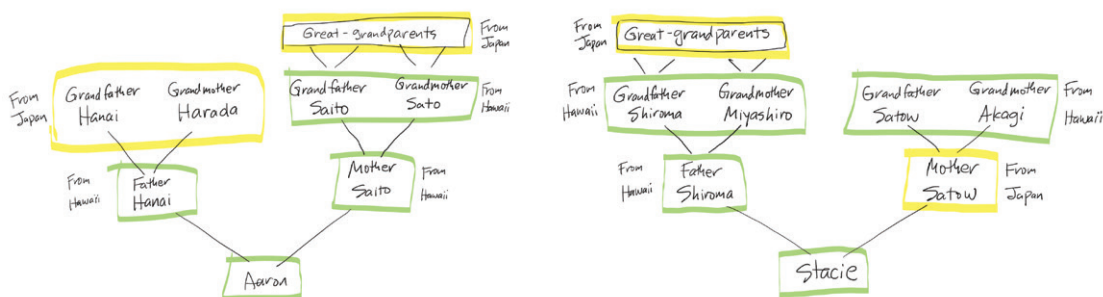 Great-grandparents
From
Japan
From
Japan
Grandfather
Hanai
Grandmother
Harada
Grandfather
Saito
Grandmother
Sato
From
Hawaii
From
Hawaii
Father
Hanai
Mother
Saito
From
Hawaii
Aaron
From
Japan
Great-grandparents
From
Hawaii
Grandfather
Shiroma
Grandmother
Miyashiro
Grandfather
Satow
Grandmother
Akagi
From
Hawaii
From
Hawaii
Father
Shiroma
Mother
Satow
From
Japan
Stacie